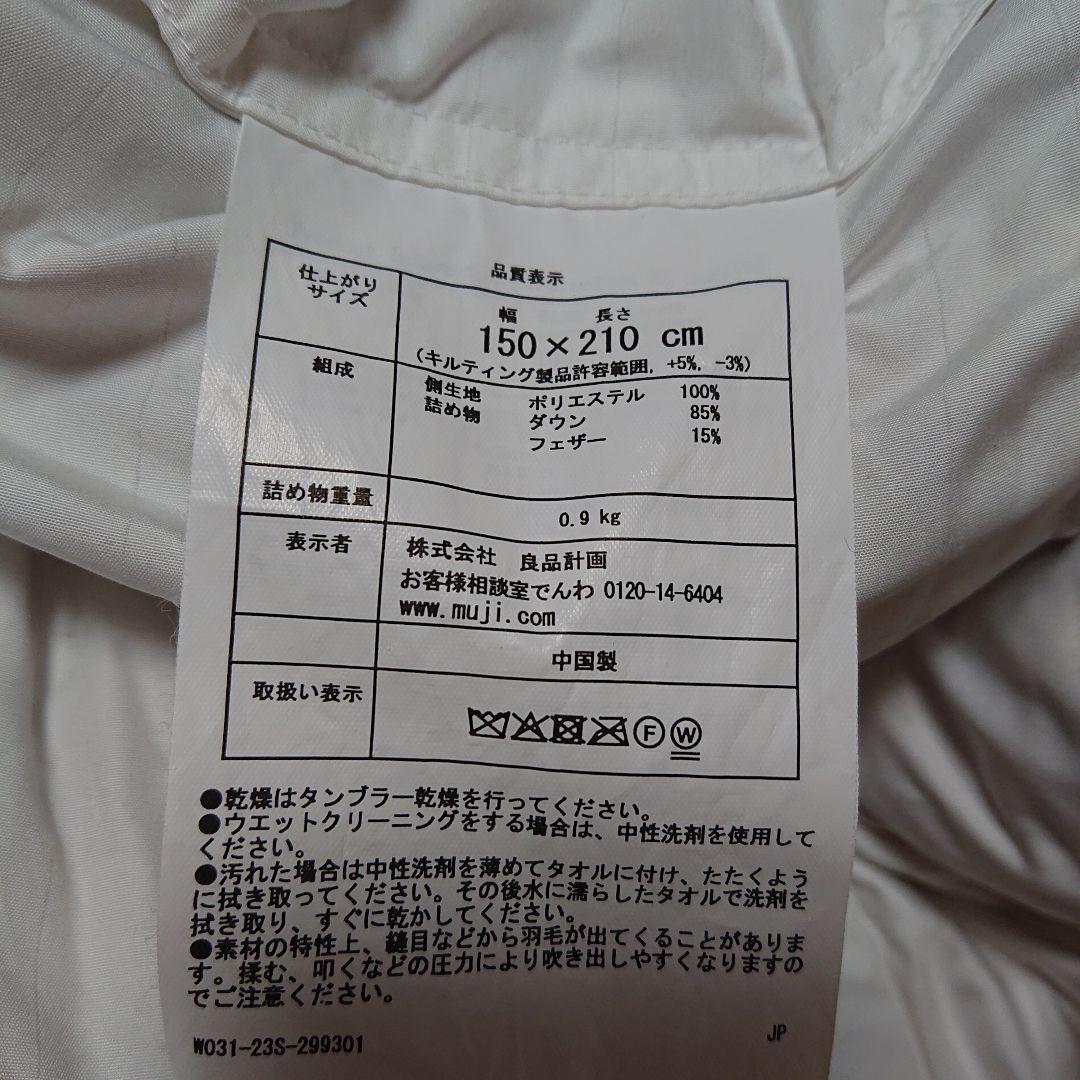 品質表示
仕上がり
サイズ
幅 長さ
150×210 cm
(キルティング製品許容範囲, +5%, -3%)
組成
側生地 ポリエステル 100%
詰め物 ダウン 85%
フェザー 15%
詰め物重量 0.9 kg
表示者 株式会社 良品計画
お客様相談室でんわ 0120-14-6404
www.muji.com
中国製
取扱い表示
F W
●乾燥はタンブラー乾燥を行ってください。
●ウエットクリーニングをする場合は、中性洗剤を使用して
ください。
●汚れた場合は中性洗剤を薄めてタオルに付け、たたくよう
に拭き取ってください。その後水に濡らしたタオルで洗剤を
拭き取り、すぐに乾かしてください。
●素材の特性上、縫目などから羽毛が出てくることがありま
す。揉む、叩くなどの圧力により吹き出しやすくなりますの
でご注意ください。
W031-23S-299301 JP